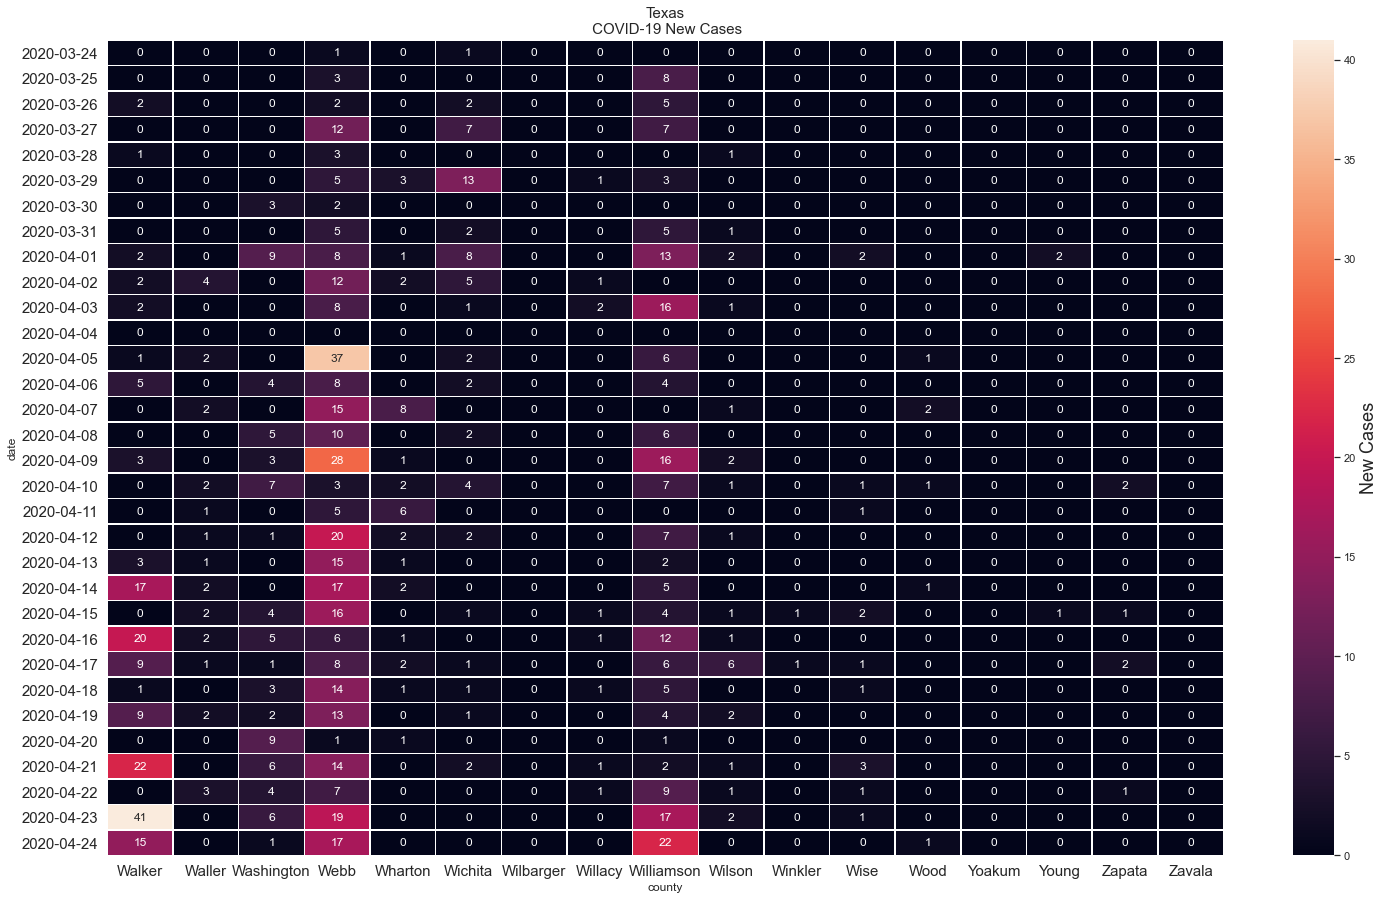 Texas
COVID-19 New Cases
2020-03-24 0 0 0 1 0 1 0 0 0 0 0 0 0 0 0 0 0
2020-03-25 0 0 0 3 0 0 0 0 8 0 0 0 0 0 0 0 0
2020-03-26 2 0 0 2 0 2 0 0 5 0 0 0 0 0 0 0 0
2020-03-27 0 0 0 12 0 7 0 0 7 0 0 0 0 0 0 0 0
2020-03-28 1 0 0 3 0 0 0 0 0 1 0 0 0 0 0 0 0
2020-03-29 0 0 0 5 3 13 0 1 3 0 0 0 0 0 0 0 0
2020-03-30 0 0 3 2 0 0 0 0 0 0 0 0 0 0 0 0 0
2020-03-31 0 0 0 5 0 2 0 0 5 1 0 0 0 0 0 0 0
2020-04-01 2 0 9 8 1 8 0 0 13 2 0 2 0 0 2 0 0
2020-04-02 2 4 0 12 2 5 0 1 0 0 0 0 0 0 0 0 0
2020-04-03 2 0 0 8 0 1 0 2 16 1 0 0 0 0 0 0 0
2020-04-04 0 0 0 0 0 0 0 0 0 0 0 0 0 0 0 0 0
2020-04-05 1 2 0 37 0 2 0 0 6 0 0 0 1 0 0 0 0
2020-04-06 5 0 4 8 0 2 0 0 4 0 0 0 0 0 0 0 0
2020-04-07 0 2 0 15 8 0 0 0 0 1 0 0 2 0 0 0 0
2020-04-08 0 0 5 10 0 2 0 0 6 0 0 0 0 0 0 0 0
2020-04-09 3 0 3 28 1 0 0 0 16 2 0 0 0 0 0 0 0
2020-04-10 0 2 7 3 2 4 0 0 7 1 0 1 1 0 0 2 0
2020-04-11 0 1 0 5 6 0 0 0 0 0 0 1 0 0 0 0 0
2020-04-12 0 1 1 20 2 2 0 0 7 1 0 0 0 0 0 0 0
2020-04-13 3 1 0 15 1 0 0 0 2 0 0 0 0 0 0 0 0
2020-04-14 17 2 0 17 2 0 0 0 5 0 0 0 1 0 0 0 0
2020-04-15 0 2 4 16 0 1 0 1 4 1 1 2 0 0 1 1 0
2020-04-16 20 2 5 6 1 0 0 1 12 1 0 0 0 0 0 0 0
2020-04-17 9 1 1 8 2 1 0 0 6 6 1 1 0 0 0 2 0
2020-04-18 1 0 3 14 1 1 0 1 5 0 0 1 0 0 0 0 0
2020-04-19 9 2 2 13 0 1 0 0 4 2 0 0 0 0 0 0 0
2020-04-20 0 0 9 1 1 0 0 0 1 0 0 0 0 0 0 0 0
2020-04-21 22 0 6 14 0 2 0 1 2 1 0 3 0 0 0 0 0
2020-04-22 0 3 4 7 0 0 0 1 9 1 0 1 0 0 0 1 0
2020-04-23 41 0 6 19 0 0 0 0 17 2 0 1 0 0 0 0 0
2020-04-24 15 0 1 17 0 0 0 0 22 0 0 0 1 0 0 0 0
Walker Waller Washington Webb Wharton Wichita Wilbarger Willacy Williamson Wilson Winkler Wise Wood Yoakum Young Zapata Zavala
county
date
40
35
30
25
20
15
10
5
0
New Cases